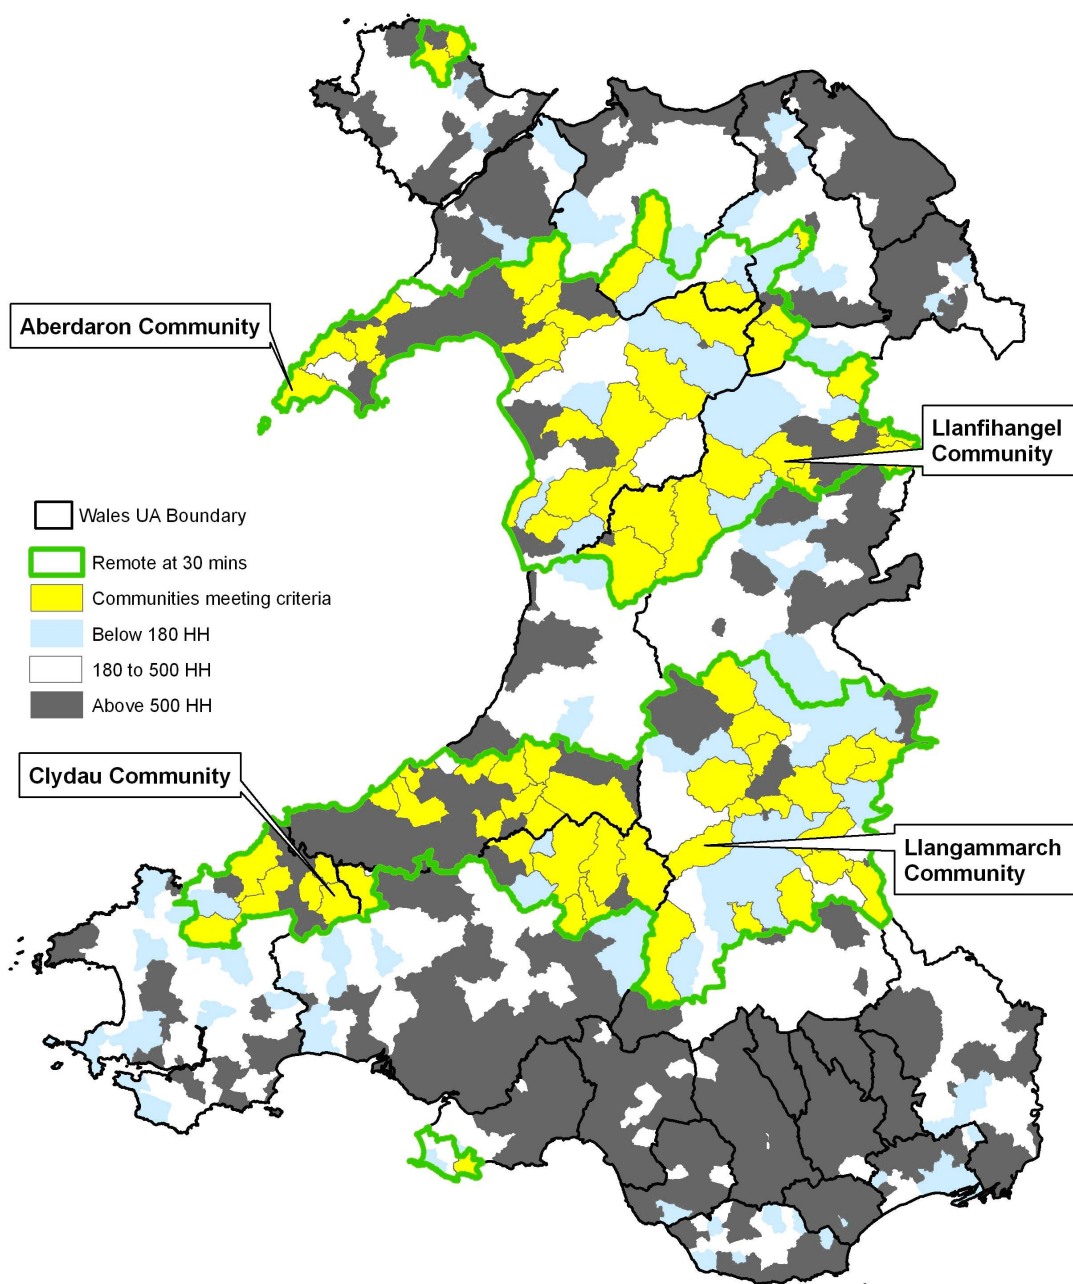 Aberdaron Community
Llanfihangel
Community
Wales UA Boundary
Remote at 30 mins
Communities meeting criteria
Below 180 HH
180 to 500 HH
Above 500 HH
Clydau Community
Llangammarch
Community